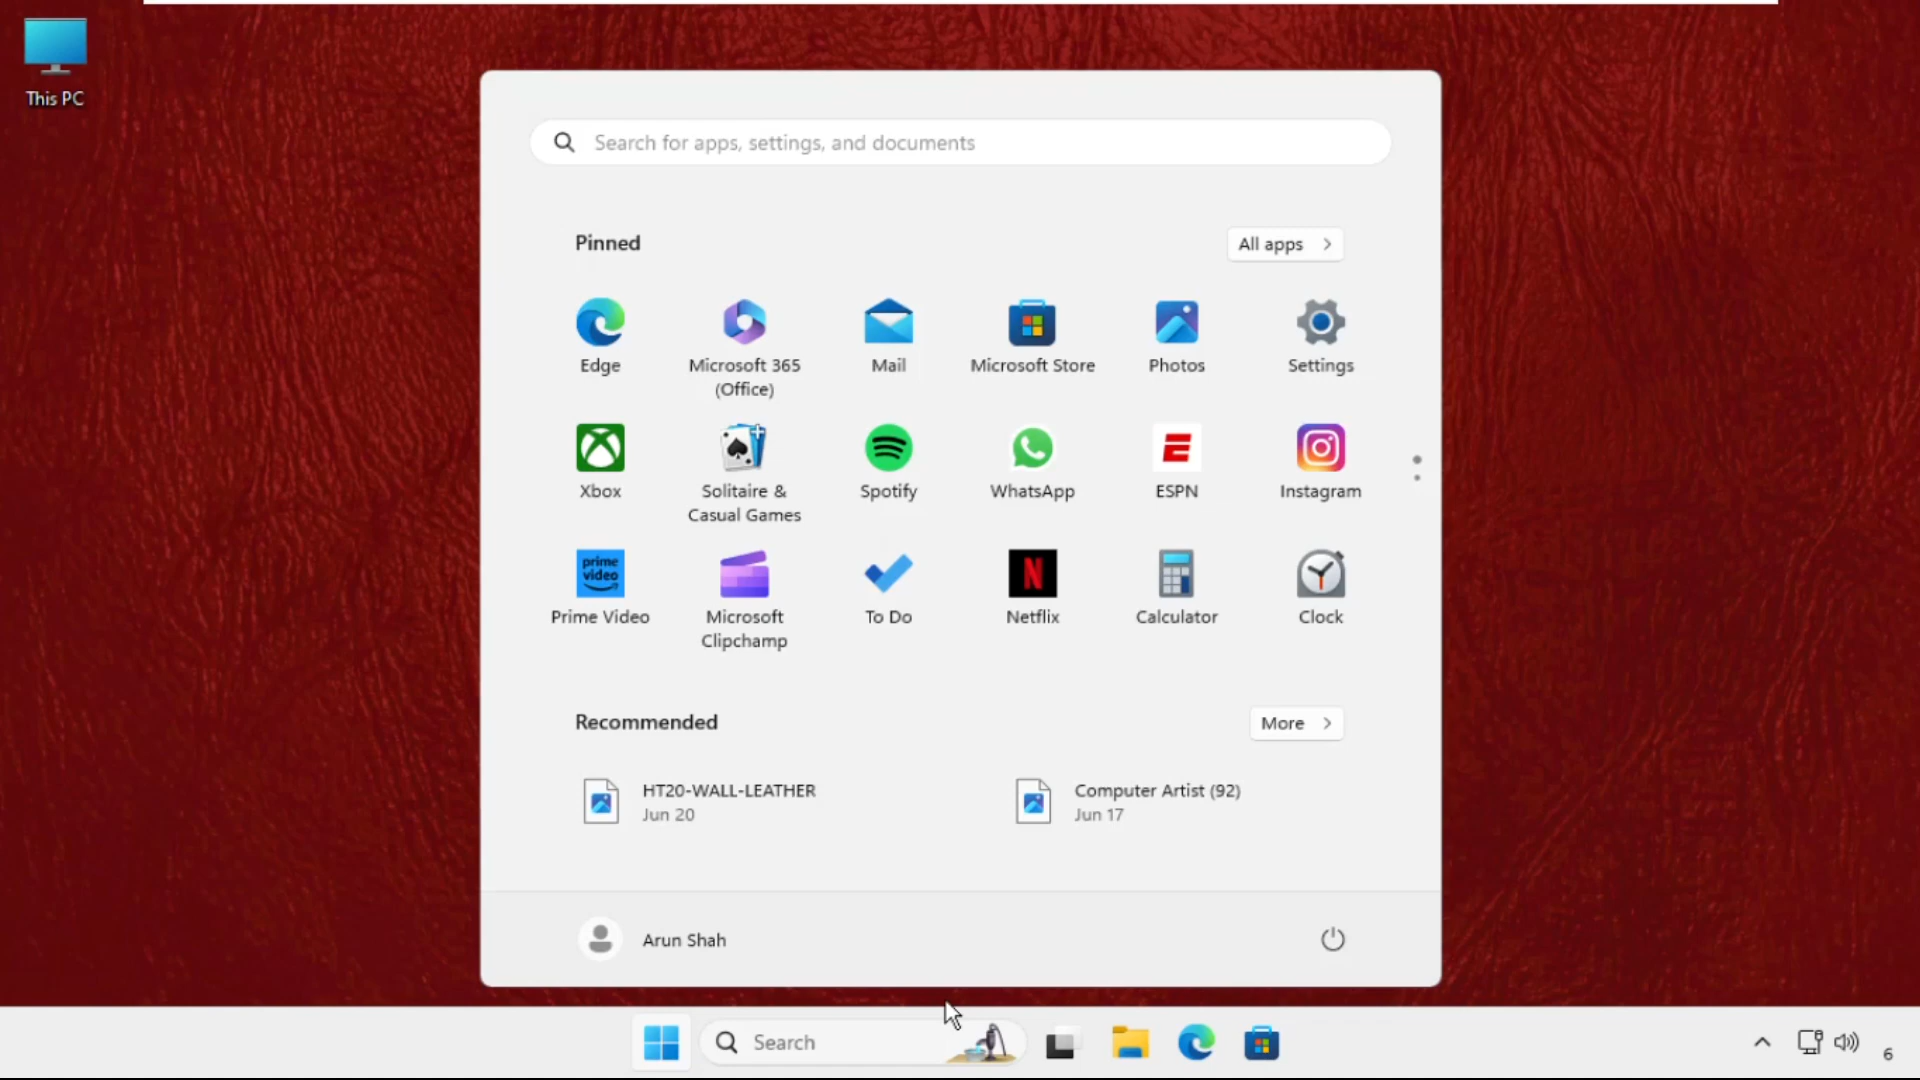 This PC
Search for apps, settings, and documents
Pinned
All apps
Edge
Microsoft 365
(Office)
Mail
Microsoft Store
Photos
Settings
Xbox
Solitaire &
Casual Games
Spotify
WhatsApp
ESPN
Instagram
prime
video
Prime Video
Microsoft
Clipchamp
To Do
N
Netflix
Calculator
Clock
Recommended
More
HT20-WALL-LEATHER
Jun 20
Computer Artist (92)
Jun 17
Arun Shah
Search
6